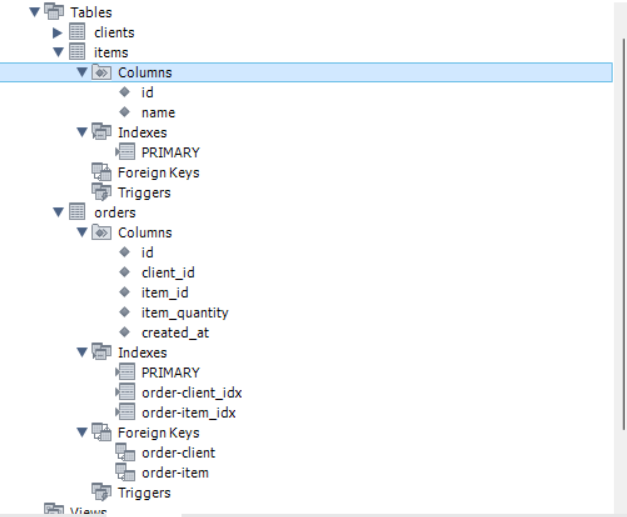 Tables
clients
items
Columns
id
name
Indexes
PRIMARY
Foreign Keys
Triggers
orders
Columns
id
client_id
item_id
item_quantity
created_at
Indexes
PRIMARY
order-client_idx
order-item_idx
Foreign Keys
order-client
order-item
Triggers
Views